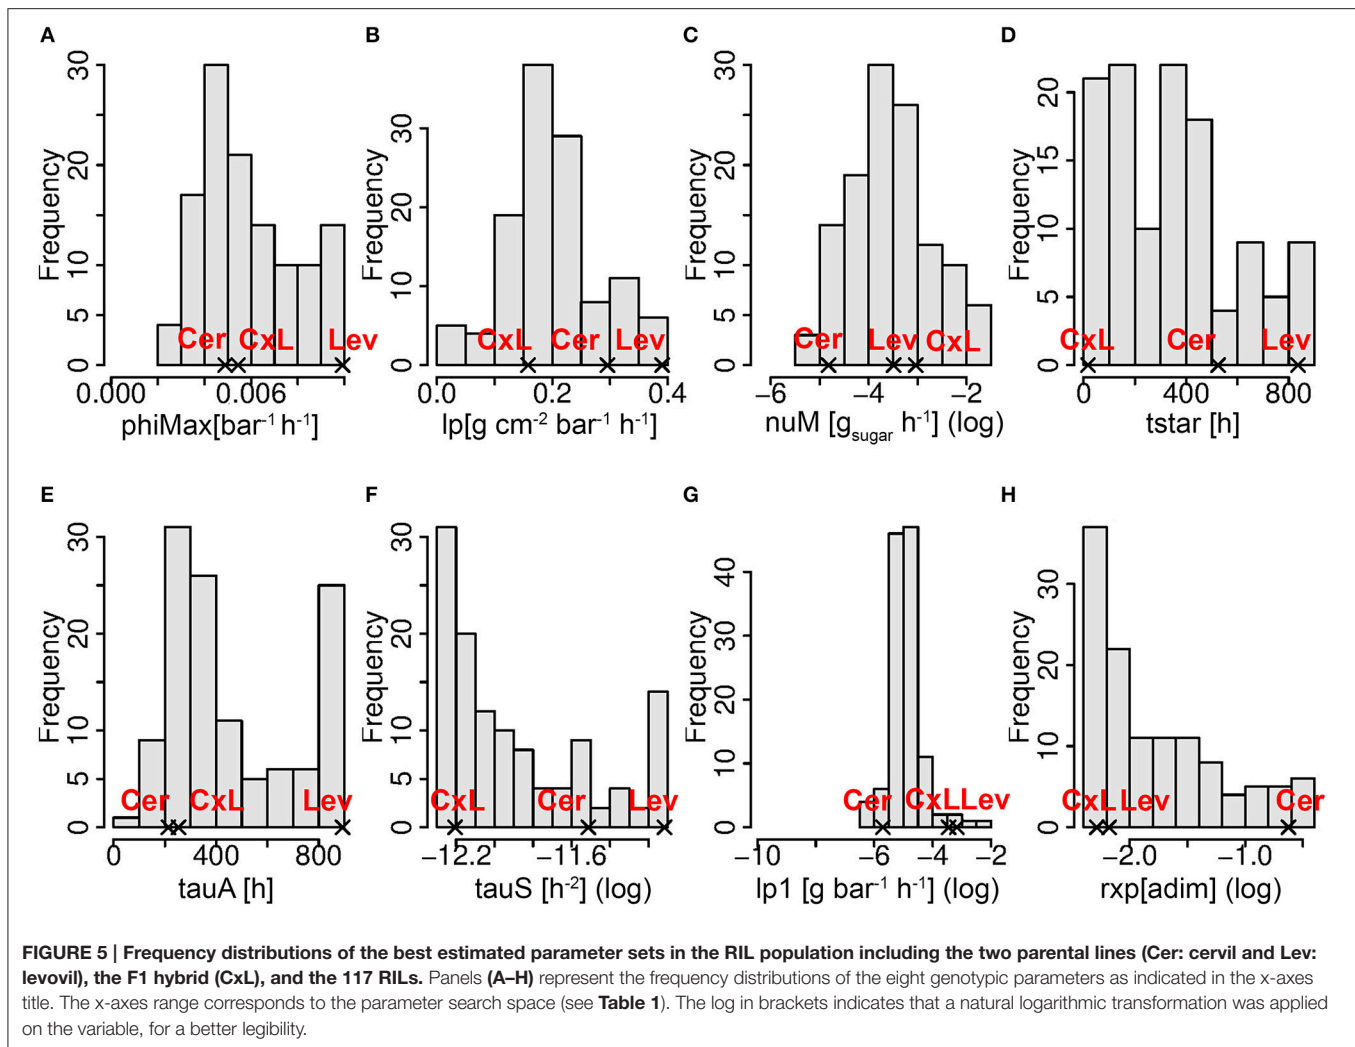 A
B
C
D
Frequency
0 5 10 20 30
Cer CxL Lev
0.000 0.006
phiMax[bar⁻¹ h⁻¹]
Frequency
0 10 20 30
CxL Cer Lev
0.0 0.2 0.4
lp[g cm⁻² bar⁻¹ h⁻¹]
Frequency
0 5 10 20 30
Cer Lev CxL
−6 −4 −2
nuM [gsugar h⁻¹] (log)
Frequency
0 5 10 15 20
CxL Cer Lev
0 400 800
tstar [h]
E
F
G
H
Frequency
0 5 10 20 30
Cer CxL Lev
0 400 800
tauA [h]
Frequency
0 5 10 20 30
CxL Cer Lev
−12.2 −11.6
tauS [h⁻²] (log)
Frequency
0 10 20 30 40
Cer CxL Lev
−10 −6 −4 −2
lp1 [g bar⁻¹ h⁻¹] (log)
Frequency
0 10 20 30
CxL Lev Cer
−2.0 −1.0
rxp[adim] (log)
FIGURE 5 | Frequency distributions of the best estimated parameter sets in the RIL population including the two parental lines (Cer: cervil and Lev:
levovil), the F1 hybrid (CxL), and the 117 RILs. Panels (A–H) represent the frequency distributions of the eight genotypic parameters as indicated in the x-axes
title. The x-axes range corresponds to the parameter search space (see Table 1). The log in brackets indicates that a natural logarithmic transformation was applied
on the variable, for a better legibility.